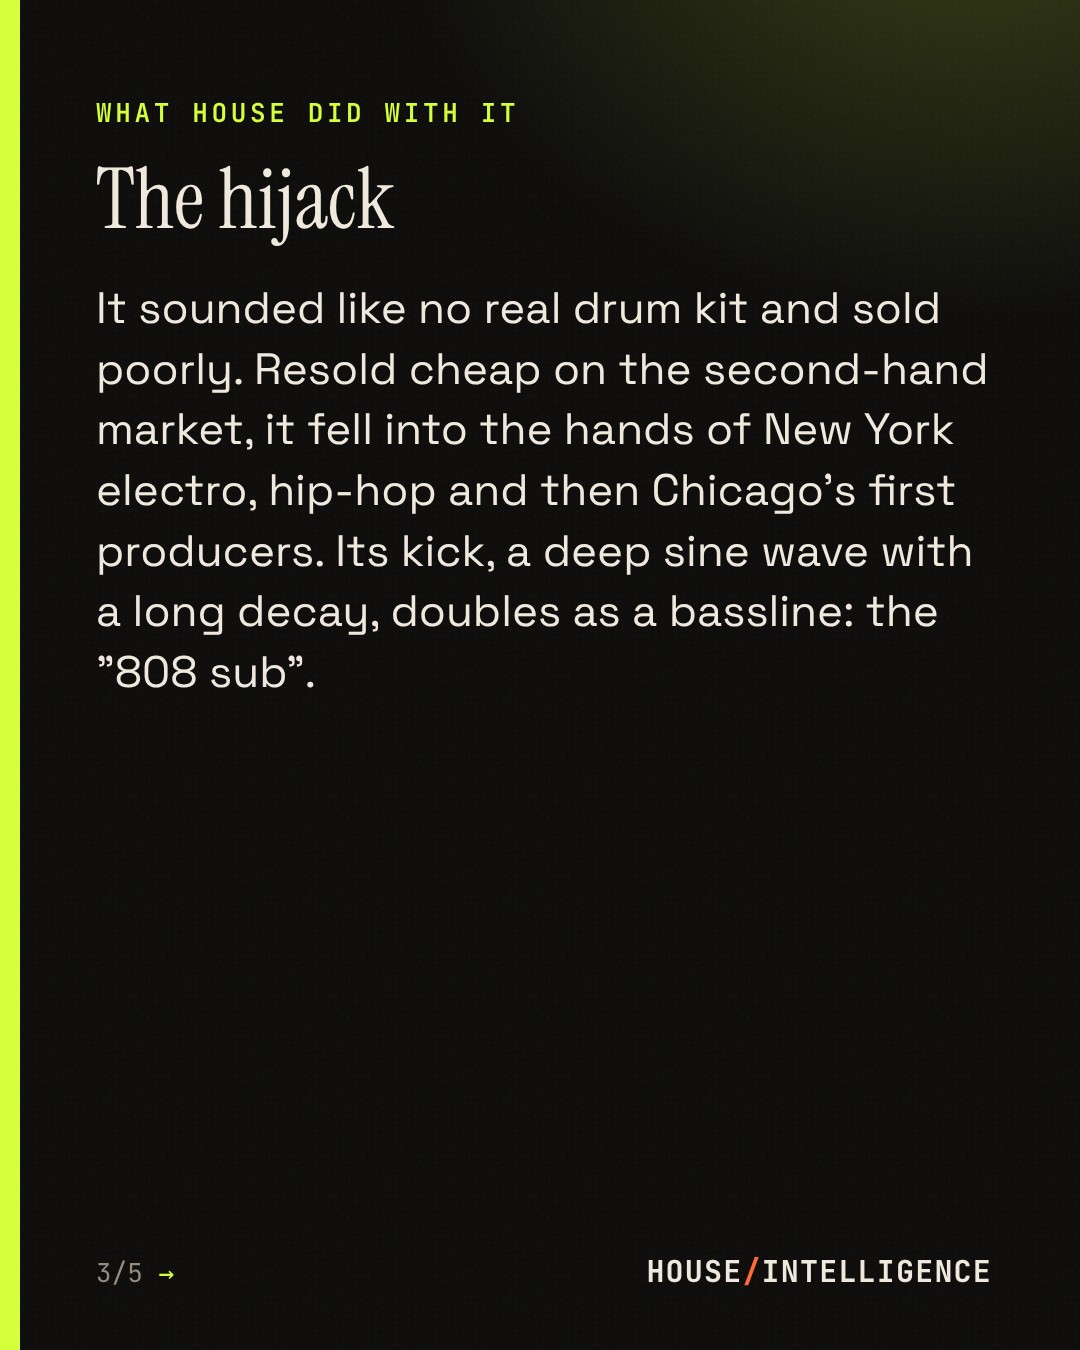 WHAT HOUSE DID WITH IT
The hijack
It sounded like no real drum kit and sold
poorly. Resold cheap on the second-hand
market, it fell into the hands of New York
electro, hip-hop and then Chicago’s first
producers. Its kick, a deep sine wave with
a long decay, doubles as a bassline: the
”808 sub”.
3/5 →
HOUSE/INTELLIGENCE